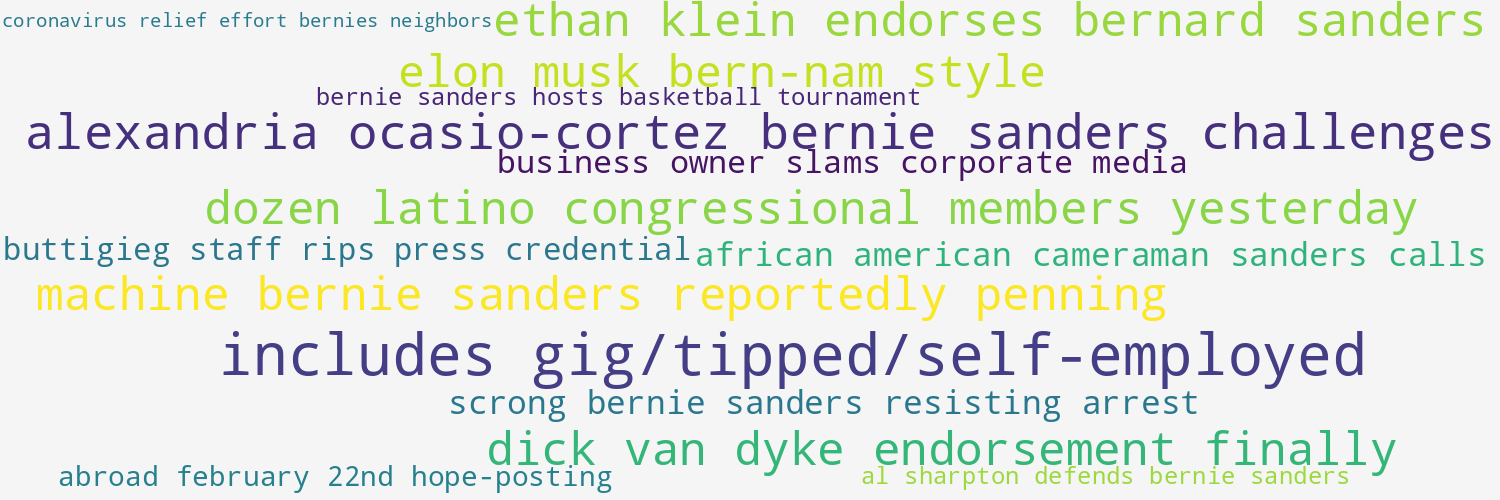 coronavirus relief effort bernies neighbors
ethan klein endorses bernard sanders
elon musk bern-nam style
bernie sanders hosts basketball tournament
alexandria ocasio-cortez bernie sanders challenges
business owner slams corporate media
dozen latino congressional members yesterday
buttigieg staff rips press credential
african american cameraman sanders calls
machine bernie sanders reportedly penning
includes gig/tipped/self-employed
scrong bernie sanders resisting arrest
dick van dyke endorsement finally
abroad february 22nd hope-posting
al sharpton defends bernie sanders